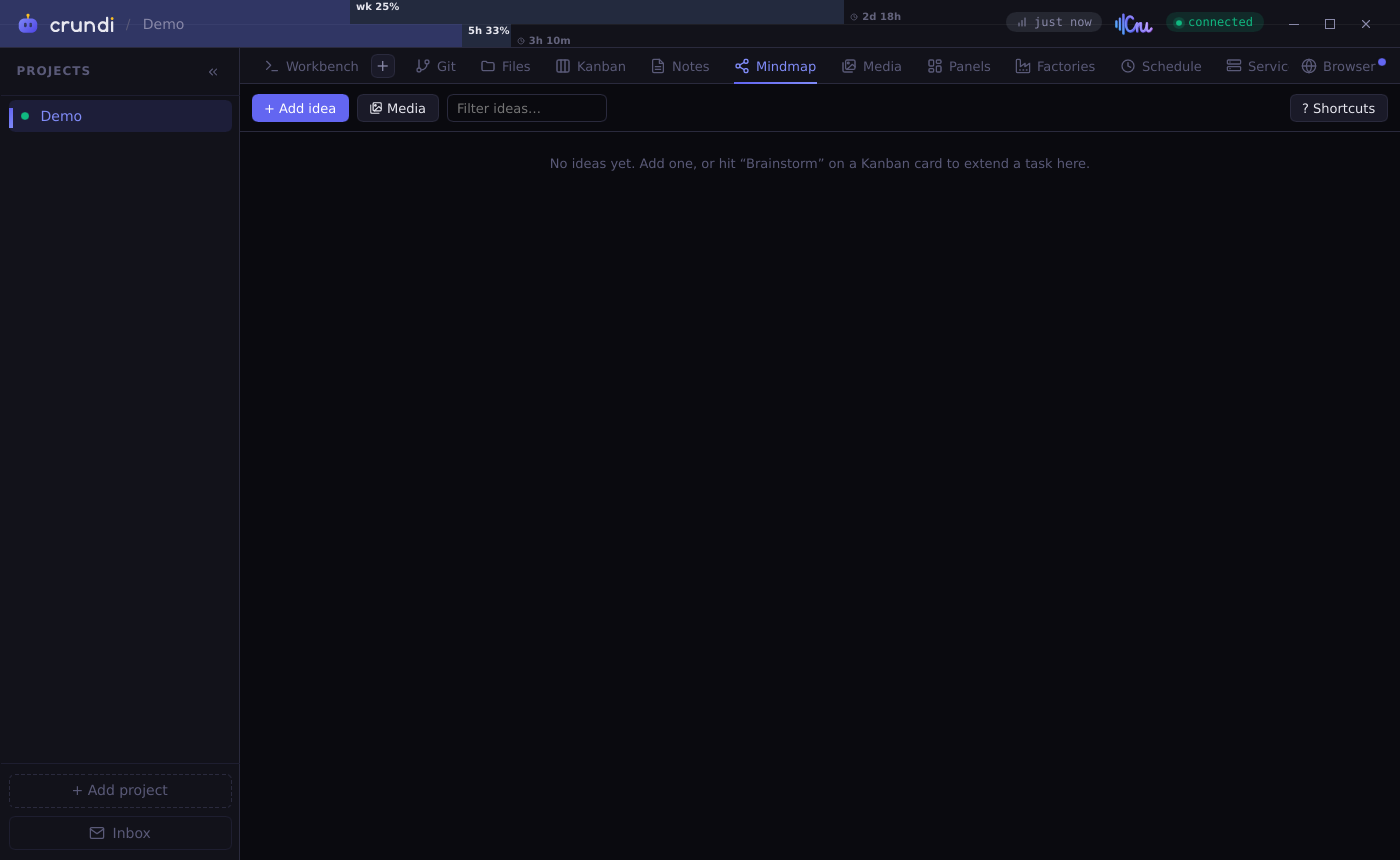 crundi / Demo
wk 25%
2d 18h
5h 33%
3h 10m
just now
Cru
connected
PROJECTS
«
Workbench + Git Files Kanban Notes Mindmap Media Panels Factories Schedule Servic Browser
Demo
+ Add idea Media Filter ideas... ? Shortcuts
No ideas yet. Add one, or hit “Brainstorm” on a Kanban card to extend a task here.
+ Add project
Inbox